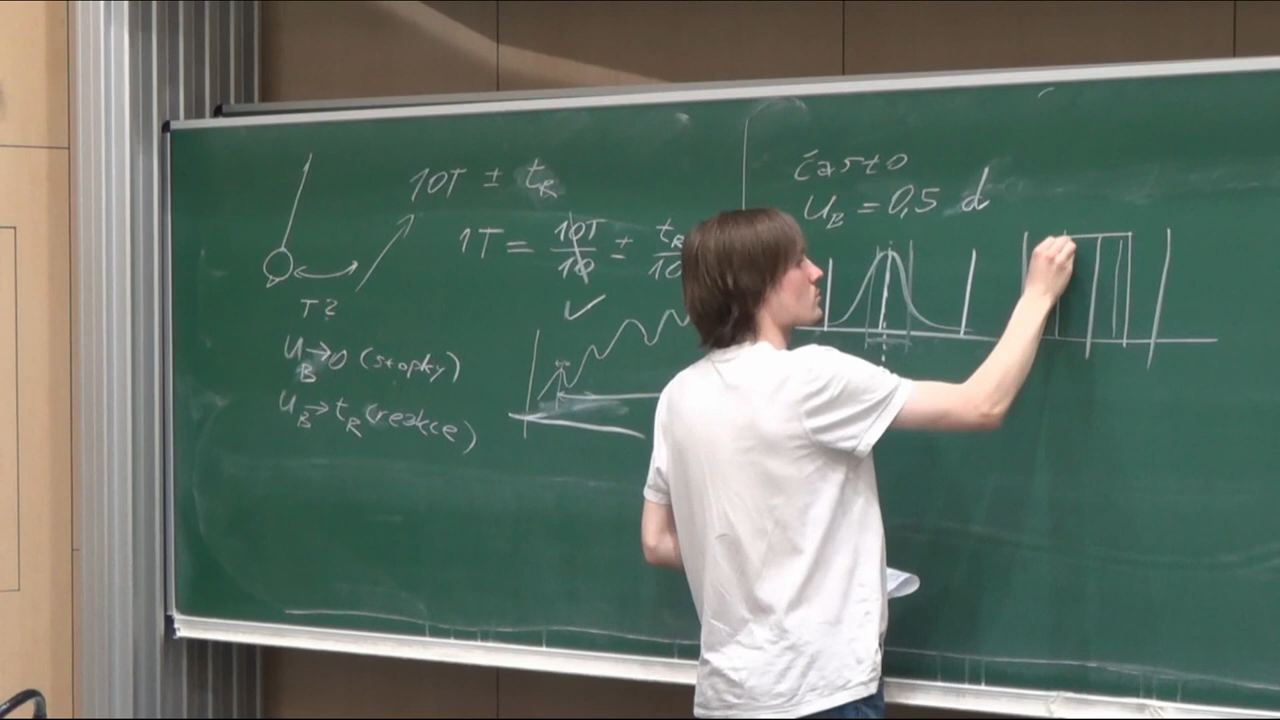 10T ± t_R
1T = 10T/10 ± t_R/10
T?
u_B → 0 (stopky)
u_B → t_R (reakce)
často
u_B = 0,5 d